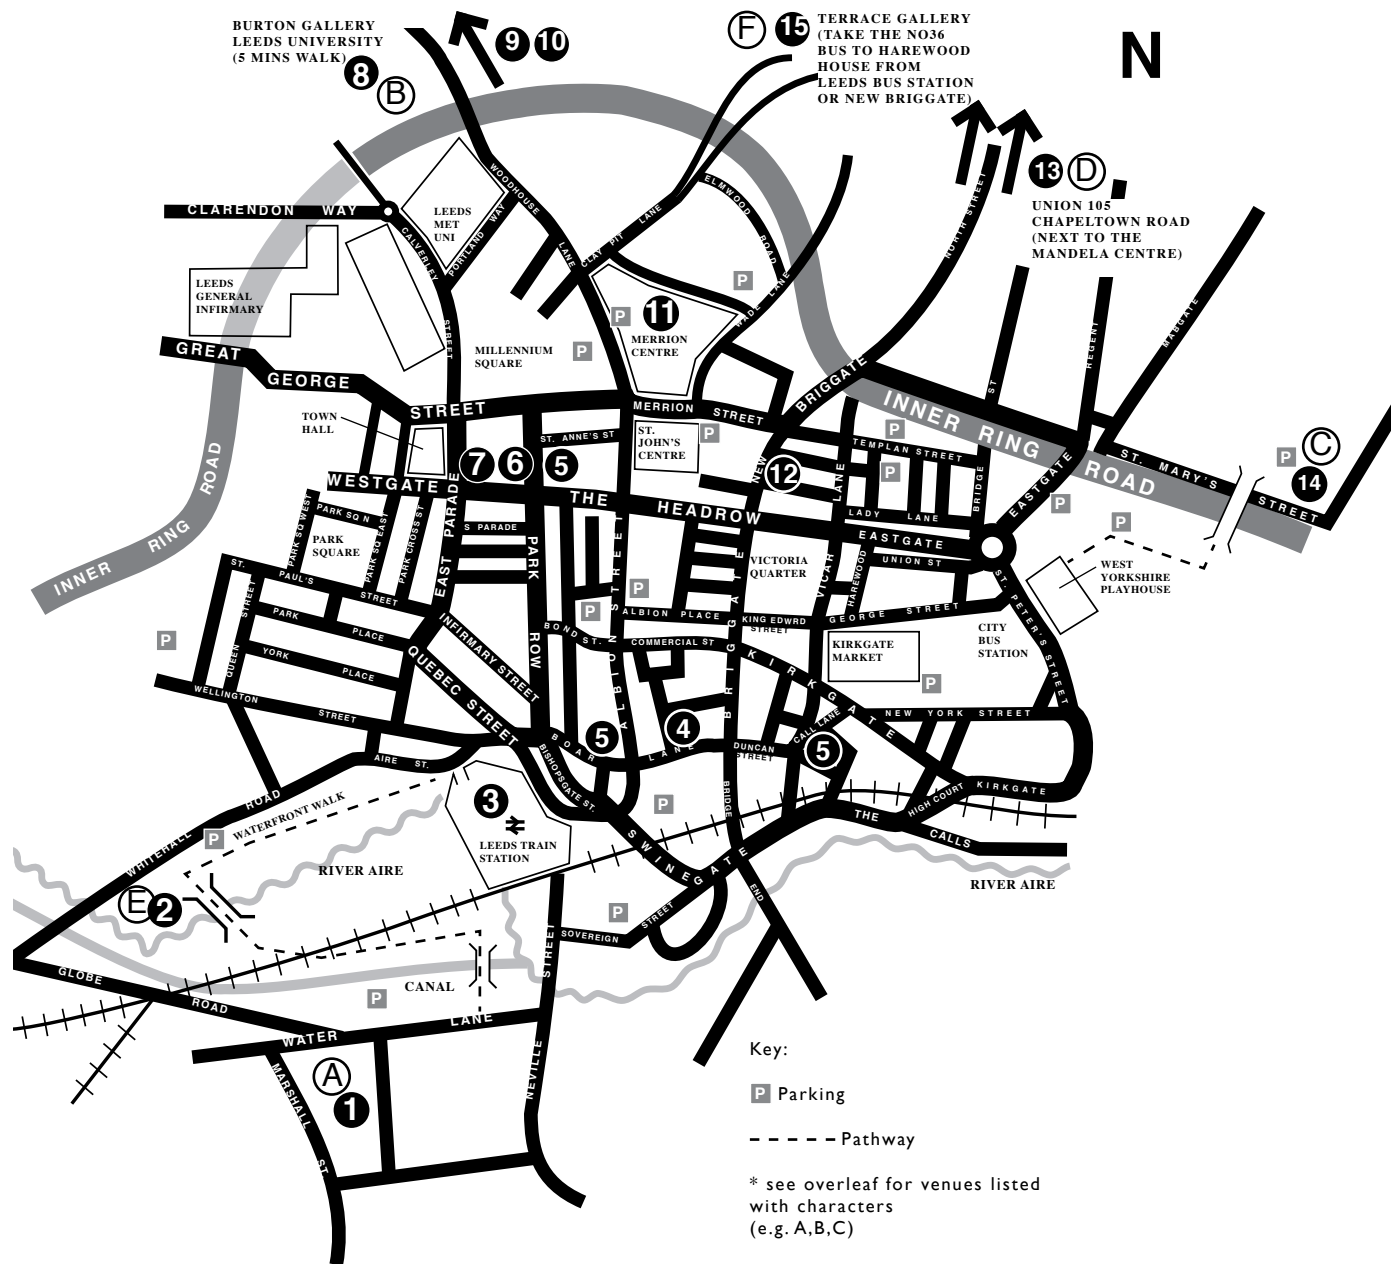 BURTON GALLERY
LEEDS UNIVERSITY
(5 MINS WALK)
8
B
9
10
F
15
TERRACE GALLERY
(TAKE THE NO36
BUS TO HAREWOOD
HOUSE FROM
LEEDS BUS STATION
OR NEW BRIGGATE)
N
13
D
UNION 105
CHAPELTOWN ROAD
(NEXT TO THE
MANDELA CENTRE)
CLARENDON WAY
CALVERLEY STREET
LEEDS
MET
UNI
PORTLAND WAY
WOODHOUSE LANE
CLAY PIT LANE
ELMWOOD ROAD
WADE LANE
NORTH STREET
REGENT ST
MABGATE
LEEDS
GENERAL
INFIRMARY
P
P
11
MERRION
CENTRE
MILLENNIUM
SQUARE
P
GREAT GEORGE STREET
MERRION STREET
NEW BRIGGATE
INNER RING ROAD
TOWN
HALL
ST. ANNE'S ST
ST.
JOHN'S
CENTRE
P
P
P
TEMPLAR STREET
BRIDGE ST
ST. MARY'S STREET
P
C
14
7
6
5
12
WESTGATE
THE HEADROW
LADY LANE
EASTGATE
EASTGATE
P
P
INNER RING ROAD
PARK SQ WEST
PARK SQ N
PARK SQ EAST
PARK CROSS ST
PARK
SQUARE
EAST PARADE
S PARADE
PARK ROW
ALBION STREET
BRIGGATE
VICTORIA
QUARTER
VICAR LANE
HAREWOOD
UNION ST
WEST
YORKSHIRE
PLAYHOUSE
ST. PAUL'S STREET
PARK PLACE
YORK PLACE
QUEEN STREET
P
INFIRMARY STREET
QUEBEC STREET
BOND ST.
P
P
ALBION PLACE
KING EDWRD
STREET
GEORGE STREET
COMMERCIAL ST
KIRKGATE
KIRKGATE
MARKET
CITY
BUS
STATION
ST. PETER'S STREET
P
WELLINGTON STREET
AIRE ST.
BISHOPSGATE ST.
BOAR LANE
5
4
DUNCAN
STREET
CALL LANE
5
NEW YORK STREET
KIRKGATE
HIGH COURT
THE CALLS
BRIDGE END
SWINEGATE
P
3
LEEDS TRAIN
STATION
WHITEHALL ROAD
WATERFRONT WALK
P
RIVER AIRE
RIVER AIRE
E
2
P
SOVEREIGN STREET
GLOBE ROAD
CANAL
P
WATER LANE
NEVILLE STREET
A
1
MARSHALL ST
Key:
P Parking
Pathway
* see overleaf for venues listed
with characters
(e.g. A,B,C)